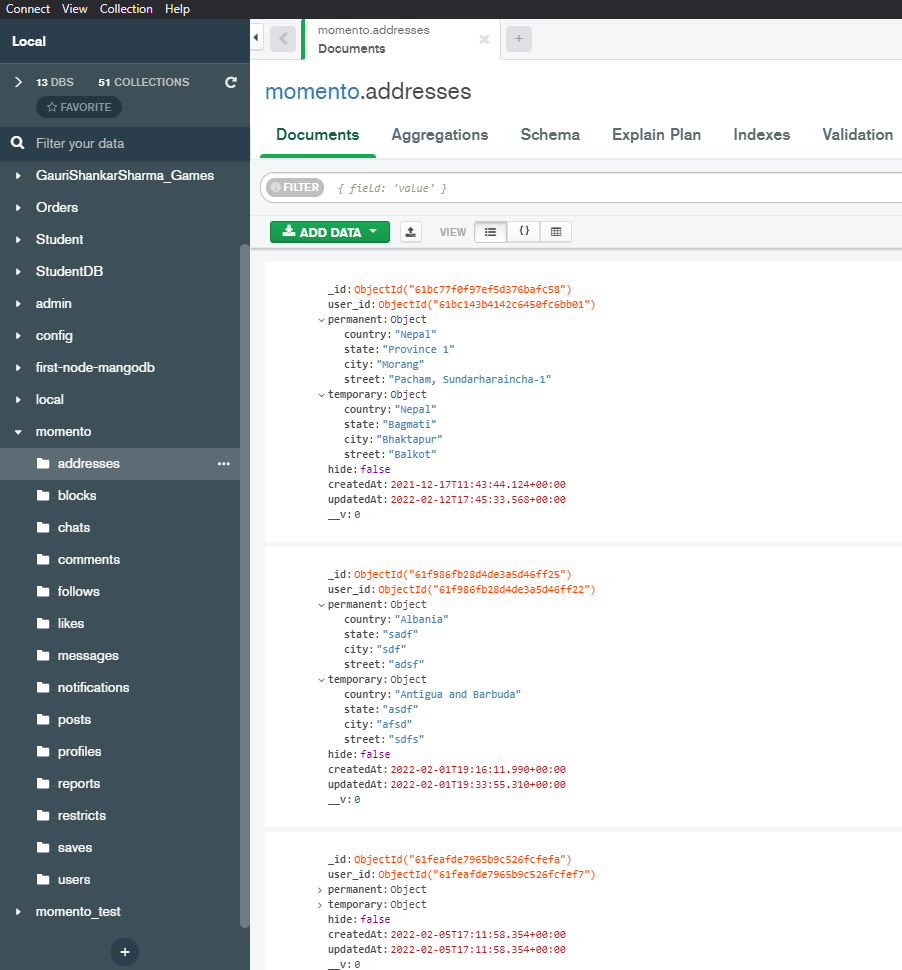 Connect View Collection Help
Local
13 DBS 51 COLLECTIONS
FAVORITE
Filter your data
GauriShankarSharma_Games
Orders
Student
StudentDB
admin
config
first-node-mangodb
local
momento
addresses
blocks
chats
comments
follows
likes
messages
notifications
posts
profiles
reports
restricts
saves
users
momento_test
momento.addresses
Documents
momento.addresses
Documents Aggregations Schema Explain Plan Indexes Validation
FILTER { field: 'value' }
ADD DATA VIEW {}
_id: ObjectId("61bc77f0f97ef5d376bafc58")
user_id: ObjectId("61bc143b4142c6450fc6bb01")
permanent: Object
country: "Nepal"
state: "Province 1"
city: "Morang"
street: "Pacham, Sundarharaincha-1"
temporary: Object
country: "Nepal"
state: "Bagmati"
city: "Bhaktapur"
street: "Balkot"
hide: false
createdAt: 2021-12-17T11:43:44.124+00:00
updatedAt: 2022-02-12T17:45:33.568+00:00
__v: 0
_id: ObjectId("61f986fb28d4de3a5d46ff25")
user_id: ObjectId("61f986fb28d4de3a5d46ff22")
permanent: Object
country: "Albania"
state: "sadf"
city: "sdf"
street: "adsf"
temporary: Object
country: "Antigua and Barbuda"
state: "asdf"
city: "afsd"
street: "sdfs"
hide: false
createdAt: 2022-02-01T19:16:11.990+00:00
updatedAt: 2022-02-01T19:33:55.310+00:00
__v: 0
_id: ObjectId("61feafde7965b9c526fcfefa")
user_id: ObjectId("61feafde7965b9c526fcfef7")
permanent: Object
temporary: Object
hide: false
createdAt: 2022-02-05T17:11:58.354+00:00
updatedAt: 2022-02-05T17:11:58.354+00:00
__v: 0